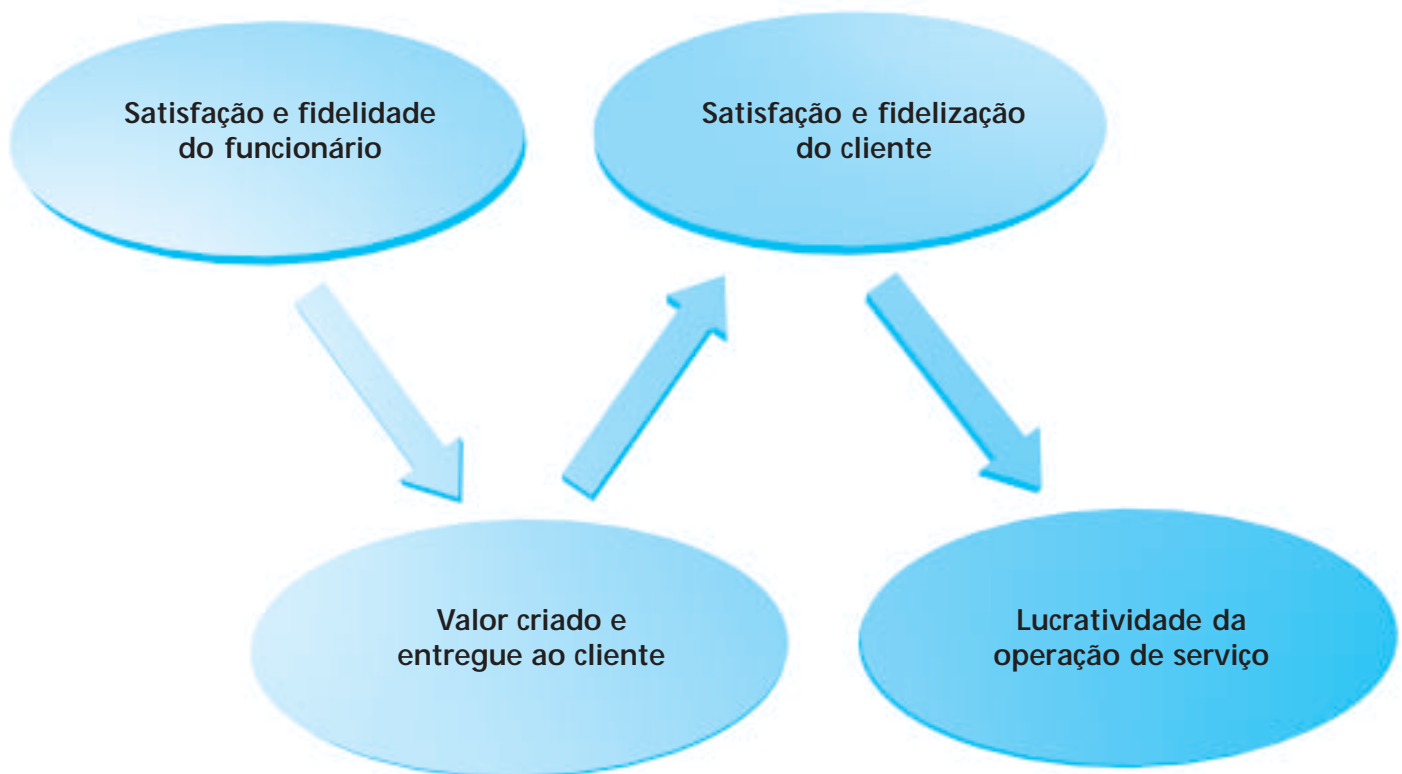 Satisfação e fidelidade
do funcionário
Satisfação e fidelização
do cliente
Valor criado e
entregue ao cliente
Lucratividade da
operação de serviço